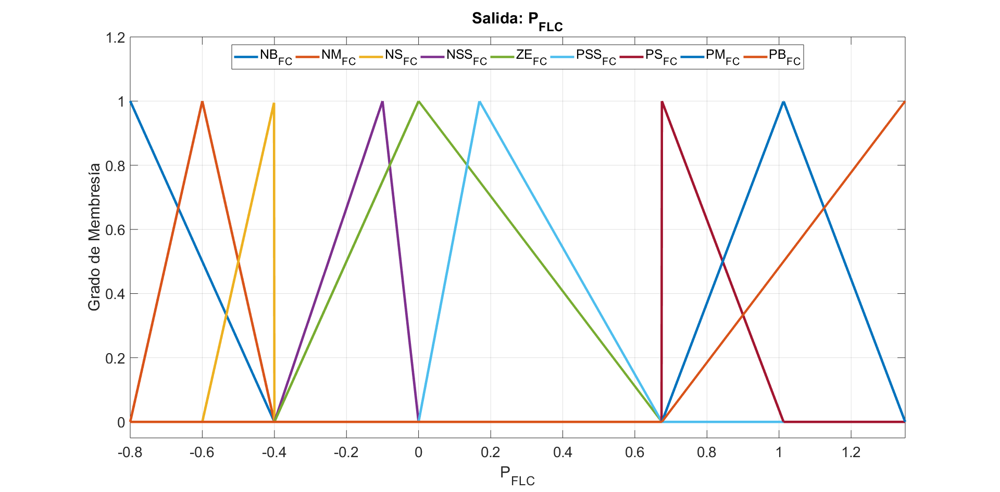 Salida: P_FLC
1.2
NB_FC NM_FC NS_FC NSS_FC ZE_FC PSS_FC PS_FC PM_FC PB_FC
1
0.8
0.6
0.4
0.2
0
Grado de Membresía
-0.8 -0.6 -0.4 -0.2 0 0.2 0.4 0.6 0.8 1 1.2
P_FLC